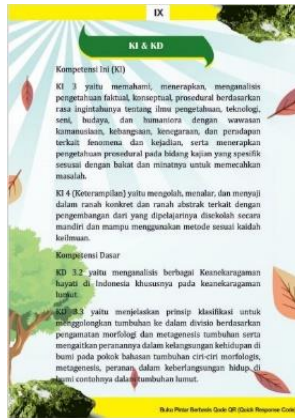 IX
KI & KD
Kompetensi Ini (KI)
KI 3 yaitu memahami, menerapkan, menganalisis
pengetahuan faktual, konseptual, prosedural berdasarkan
rasa ingintahunya tentang ilmu pengetahuan, teknologi,
seni, budaya, dan humaniora dengan wawasan
kamanusiaan, kebangsaan, kenegaraan, dan peradapan
terkait fenomena dan kejadian, serta menerapkan
pengetahuan prosedural pada bidang kajian yang spesifik
sesusai dengan bakat dan minatnya untuk memecahkan
masalah.
KI 4 (Keterampilan) yaitu mengolah, menalar, dan menyaji
dalam ranah konkret dan ranah abstrak terkait dengan
pengembangan dari yang dipelajarinya disekolah secara
mandiri dan mampu menggunakan metode sesuai kaidah
keilmuan.
Kompetensi Dasar
KD 3.2 yaitu menganalisis berbagai Keanekaragaman
hayati di Indonesia khususnya pada keanekaragaman
lumut.
KD 3.3 yaitu menjelaskan prinsip klasifikasi untuk
menggolongkan tumbuhan ke dalam divisio berdasarkan
pengamatan morfologi dan metagenesis tumbuhan serta
mengaitkan peranannya dalam kelangsungan kehidupan di
bumi pada pokok bahasan tumbuhan ciri-ciri morfologis,
metagenesis, peranan dalam keberlangsungan hidup di
bumi contohnya dalam tumbuhan lumut.
Buku Pintar Berbasis Qode QR (Quick Response Code)